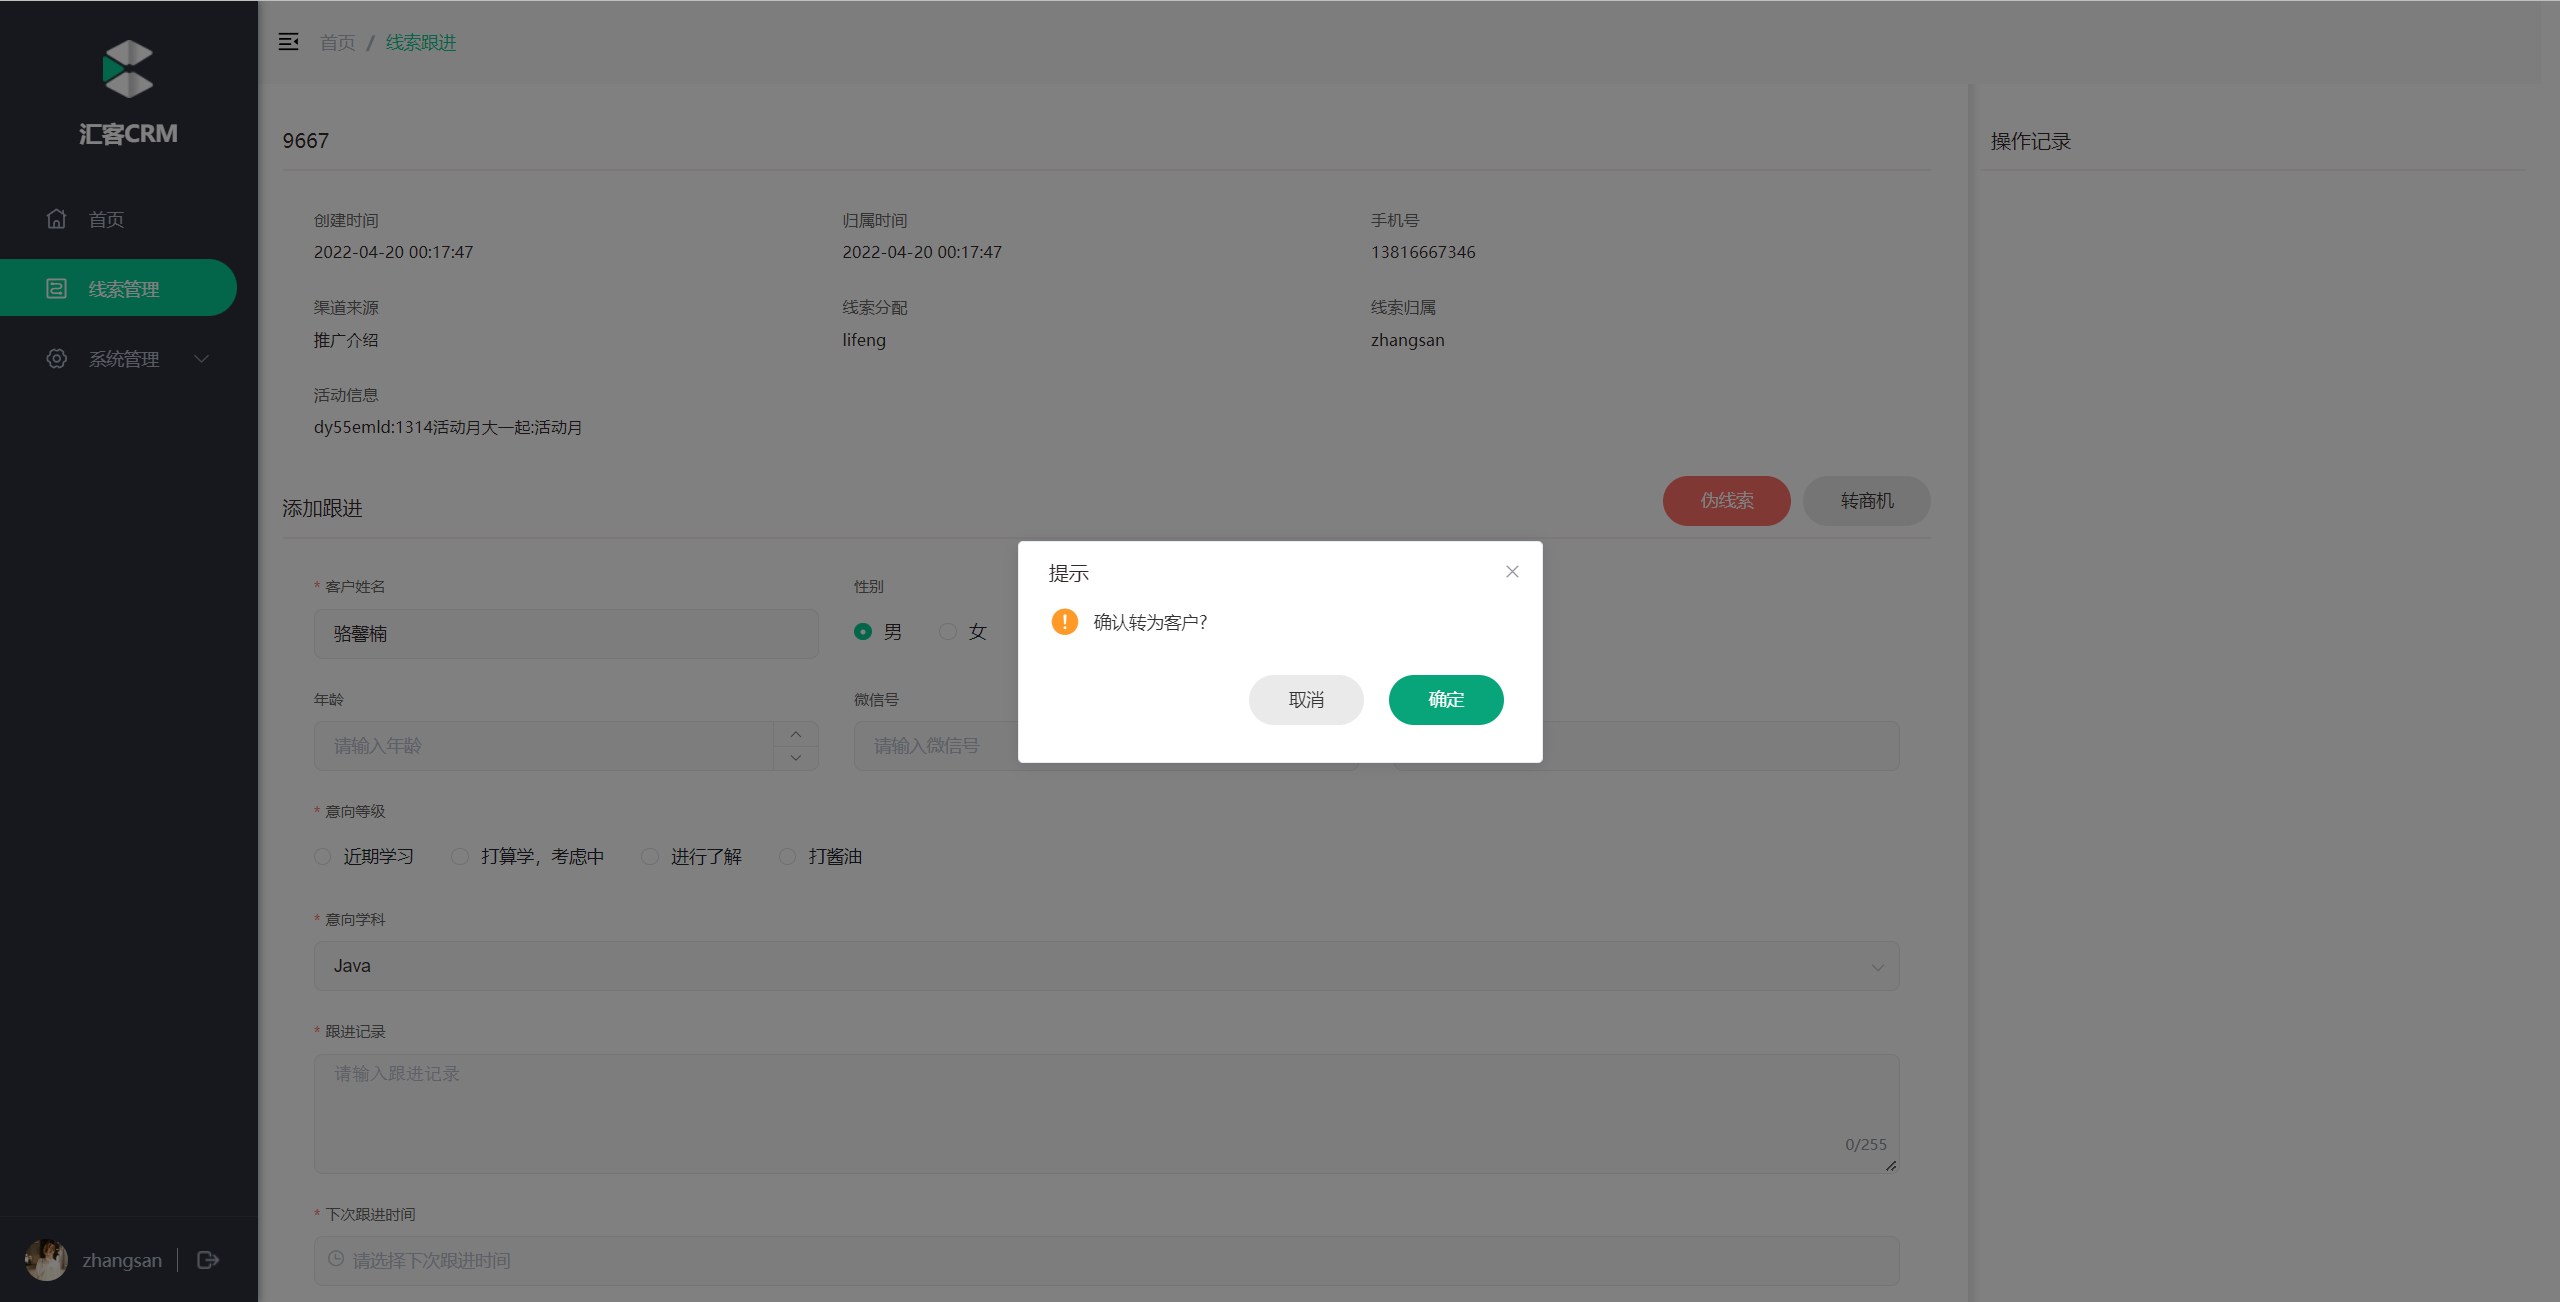 汇客CRM
首页
线索管理
系统管理
zhangsan
首页 / 线索跟进
9667
创建时间
2022-04-20 00:17:47
归属时间
2022-04-20 00:17:47
手机号
13816667346
渠道来源
推广介绍
线索分配
lifeng
线索归属
zhangsan
活动信息
dy55emld:1314活动月大一起:活动月
添加跟进
伪线索
转商机
* 客户姓名
骆馨楠
性别
男 女
年龄
请输入年龄
微信号
请输入微信号
* 意向等级
近期学习 打算学，考虑中 进行了解 打酱油
* 意向学科
Java
* 跟进记录
请输入跟进记录
0/255
* 下次跟进时间
请选择下次跟进时间
操作记录
提示
确认转为客户?
取消 确定